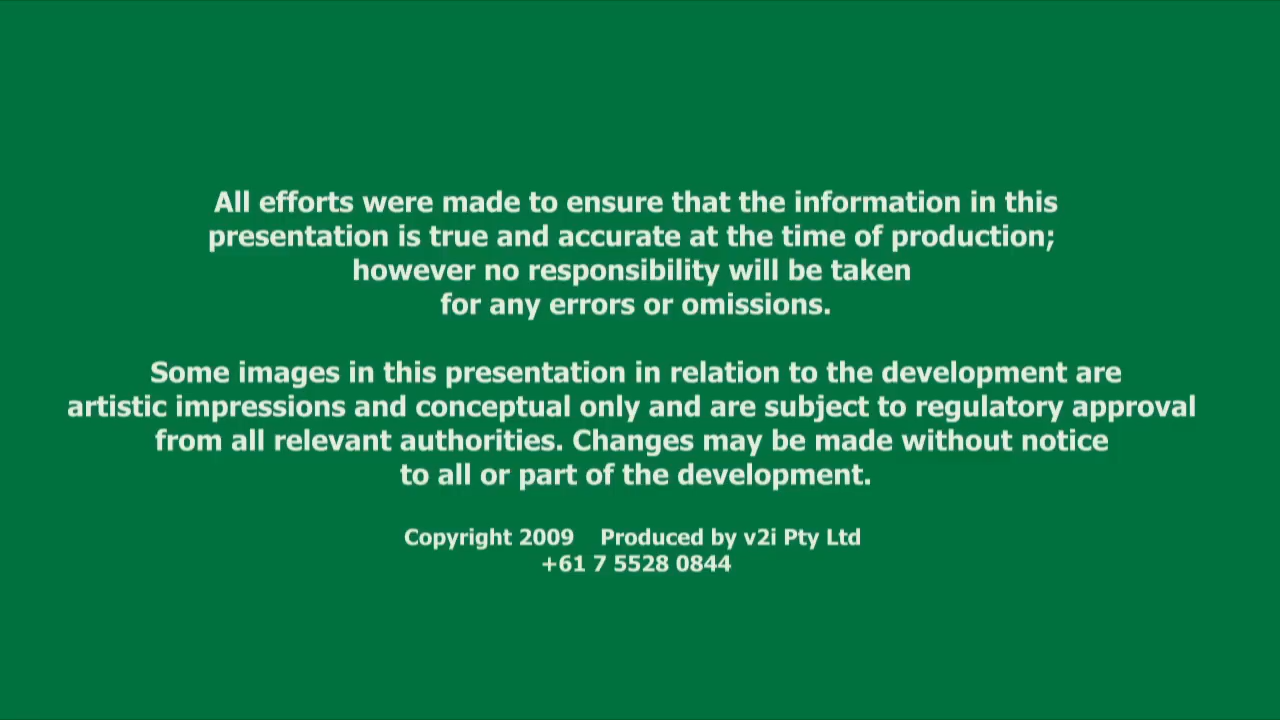 All efforts were made to ensure that the information in this
presentation is true and accurate at the time of production;
however no responsibility will be taken
for any errors or omissions.
Some images in this presentation in relation to the development are
artistic impressions and conceptual only and are subject to regulatory approval
from all relevant authorities. Changes may be made without notice
to all or part of the development.
Copyright 2009 Produced by v2i Pty Ltd
+61 7 5528 0844